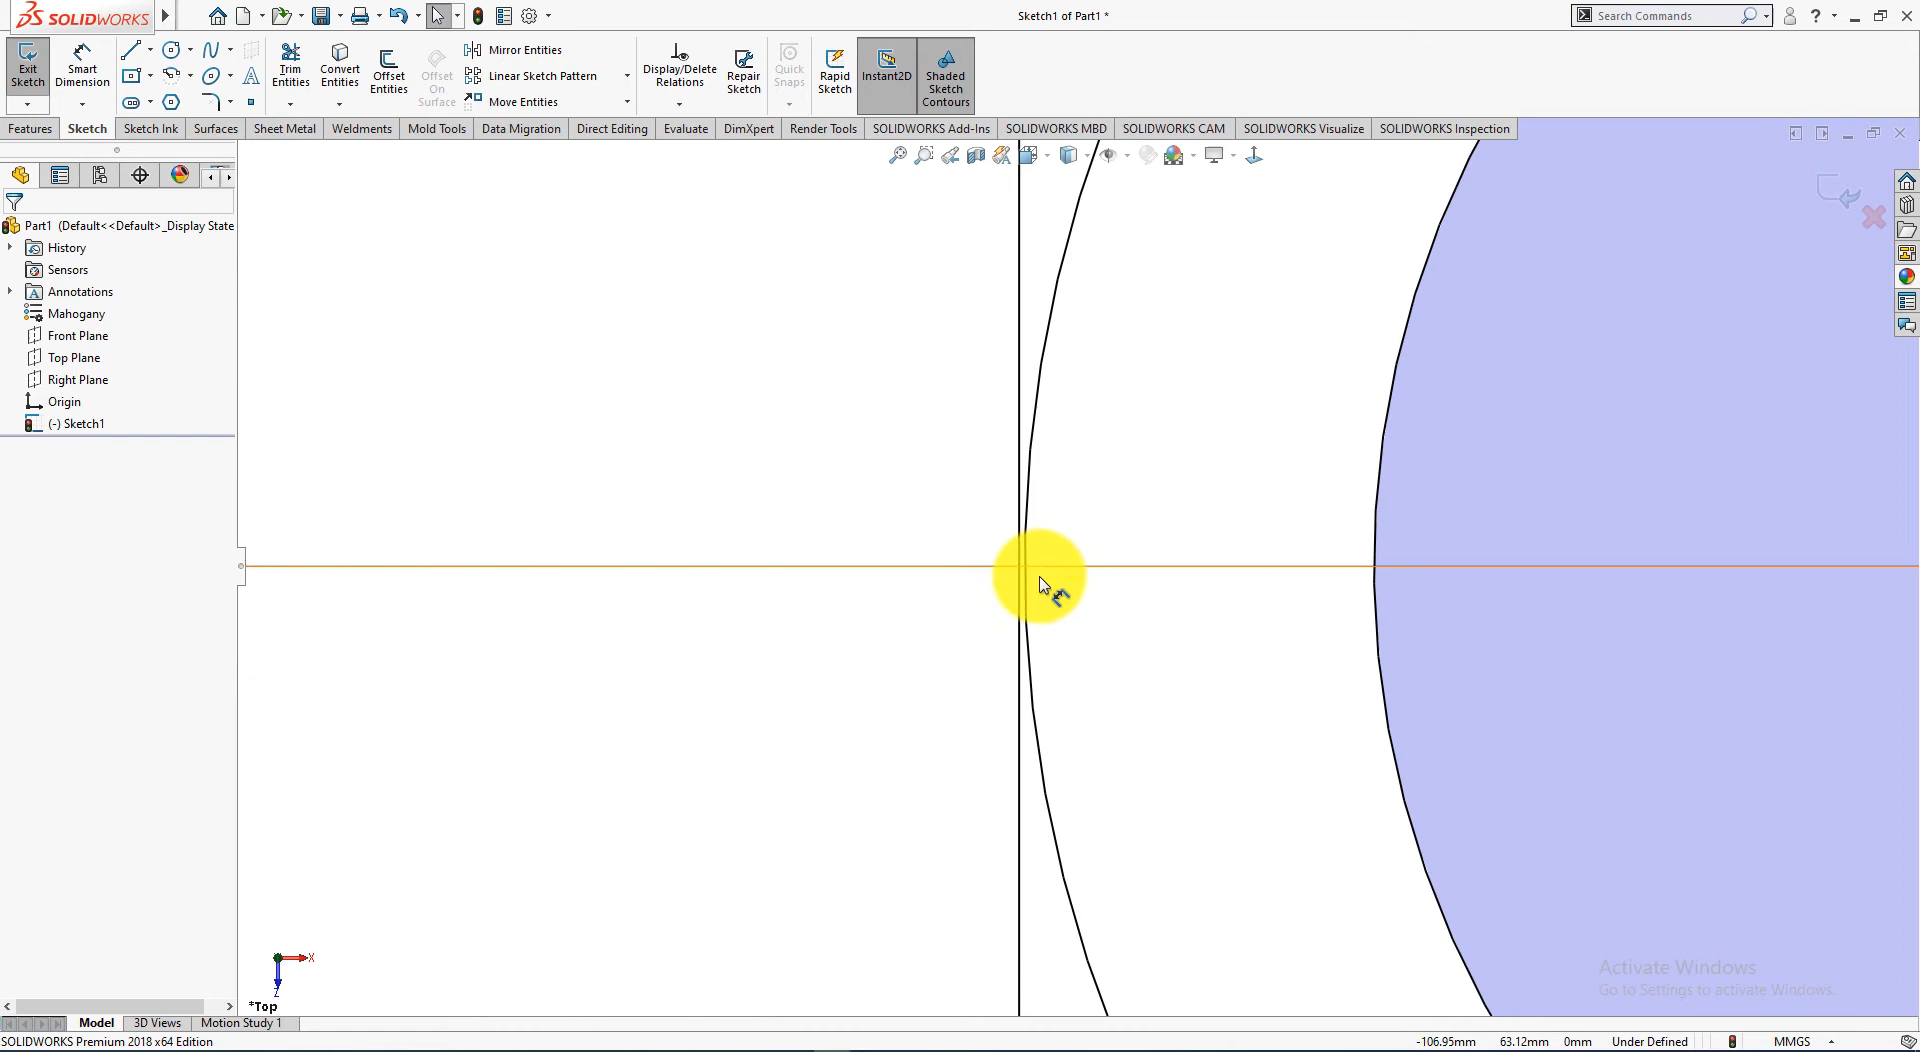 SOLIDWORKS
Sketch1 of Part1 *
Search Commands
Exit Sketch
Smart Dimension
Trim Entities
Convert Entities
Offset Entities
Offset On Surface
Mirror Entities
Linear Sketch Pattern
Move Entities
Display/Delete Relations
Repair Sketch
Quick Snaps
Rapid Sketch
Instant2D
Shaded Sketch Contours
Features
Sketch
Sketch Ink
Surfaces
Sheet Metal
Weldments
Mold Tools
Data Migration
Direct Editing
Evaluate
DimXpert
Render Tools
SOLIDWORKS Add-Ins
SOLIDWORKS MBD
SOLIDWORKS CAM
SOLIDWORKS Visualize
SOLIDWORKS Inspection
Part1 (Default<<Default>_Display State
History
Sensors
Annotations
Mahogany
Front Plane
Top Plane
Right Plane
Origin
(-) Sketch1
X
Z
*Top
Activate Windows
Go to Settings to activate Windows.
Model
3D Views
Motion Study 1
SOLIDWORKS Premium 2018 x64 Edition
-106.95mm
63.12mm
0mm
Under Defined
MMGS